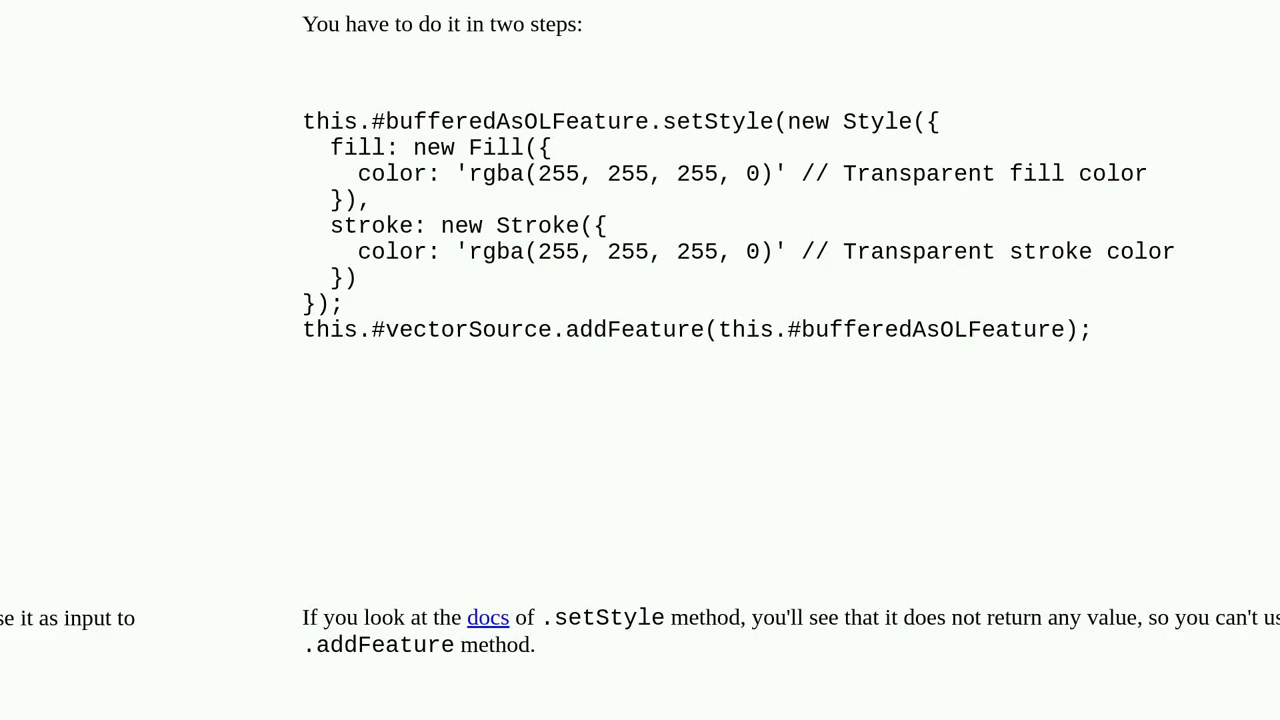 You have to do it in two steps:
this.#bufferedAsOLFeature.setStyle(new Style({
  fill: new Fill({
    color: 'rgba(255, 255, 255, 0)' // Transparent fill color
  }),
  stroke: new Stroke({
    color: 'rgba(255, 255, 255, 0)' // Transparent stroke color
  })
});
this.#vectorSource.addFeature(this.#bufferedAsOLFeature);
it as input to
If you look at the docs of .setStyle method, you'll see that it does not return any value, so you can't
.addFeature method.